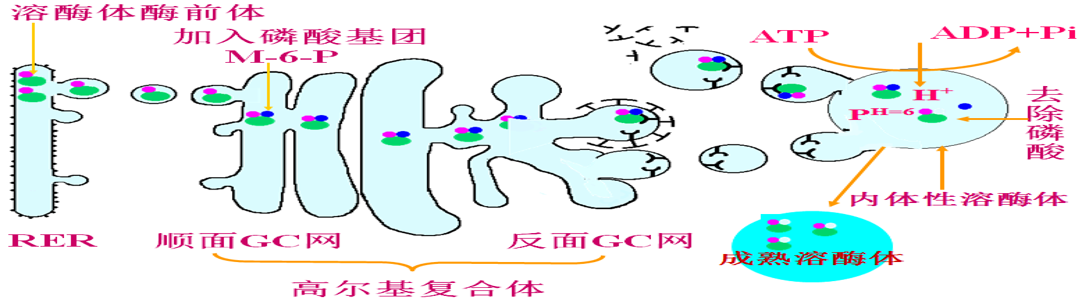 溶酶体酶前体
加入磷酸基团
M-6-P
ATP
ADP+Pi
H+
PH=6
去除磷酸
内体性溶酶体
RER
顺面GC网
反面GC网
成熟溶酶体
高尔基复合体